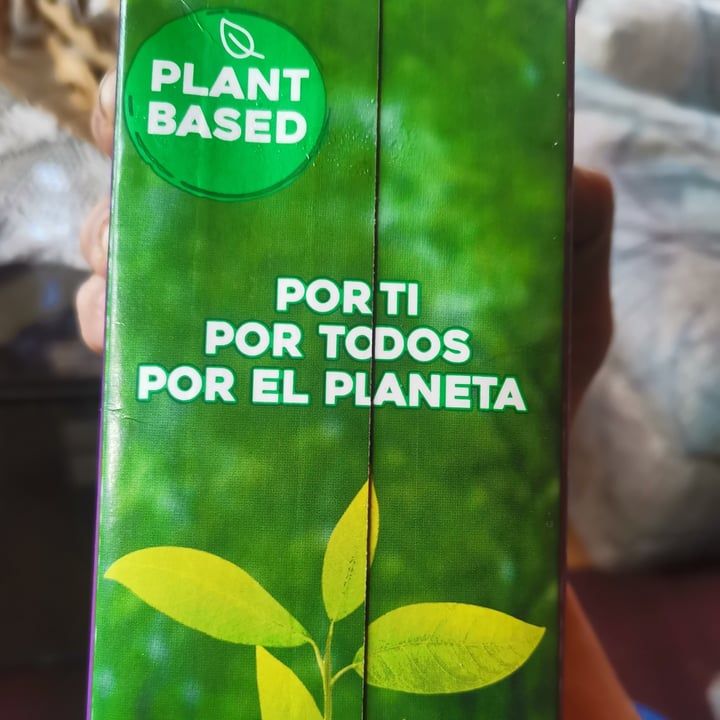 PLANT
BASED
POR TI
POR TODOS
POR EL PLANETA